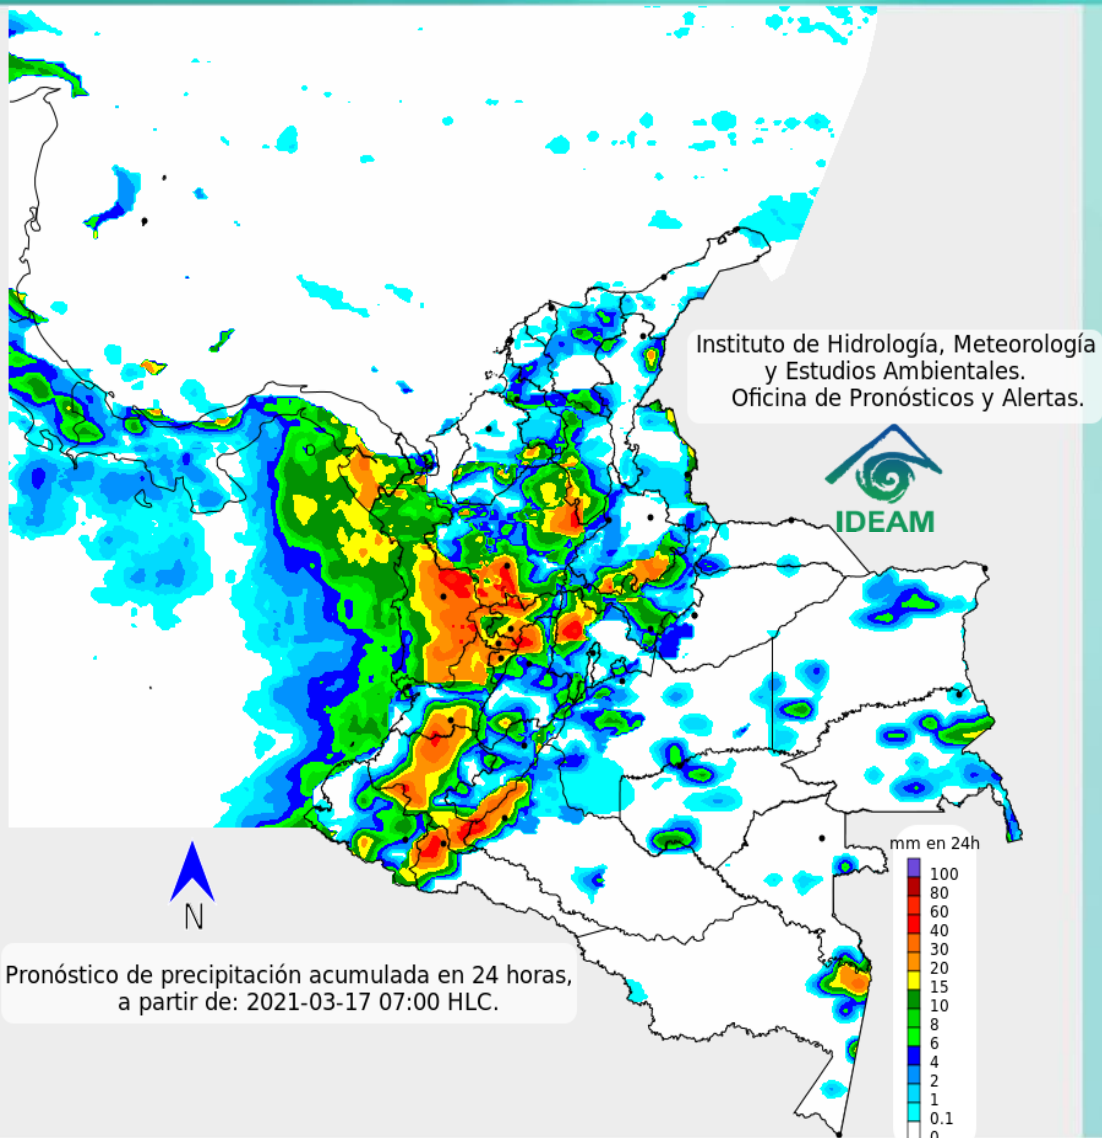 Instituto de Hidrología, Meteorología
y Estudios Ambientales.
Oficina de Pronósticos y Alertas.
IDEAM
mm en 24h
100
80
60
40
30
20
15
10
8
6
4
2
1
0.1
0
N
Pronóstico de precipitación acumulada en 24 horas,
a partir de: 2021-03-17 07:00 HLC.